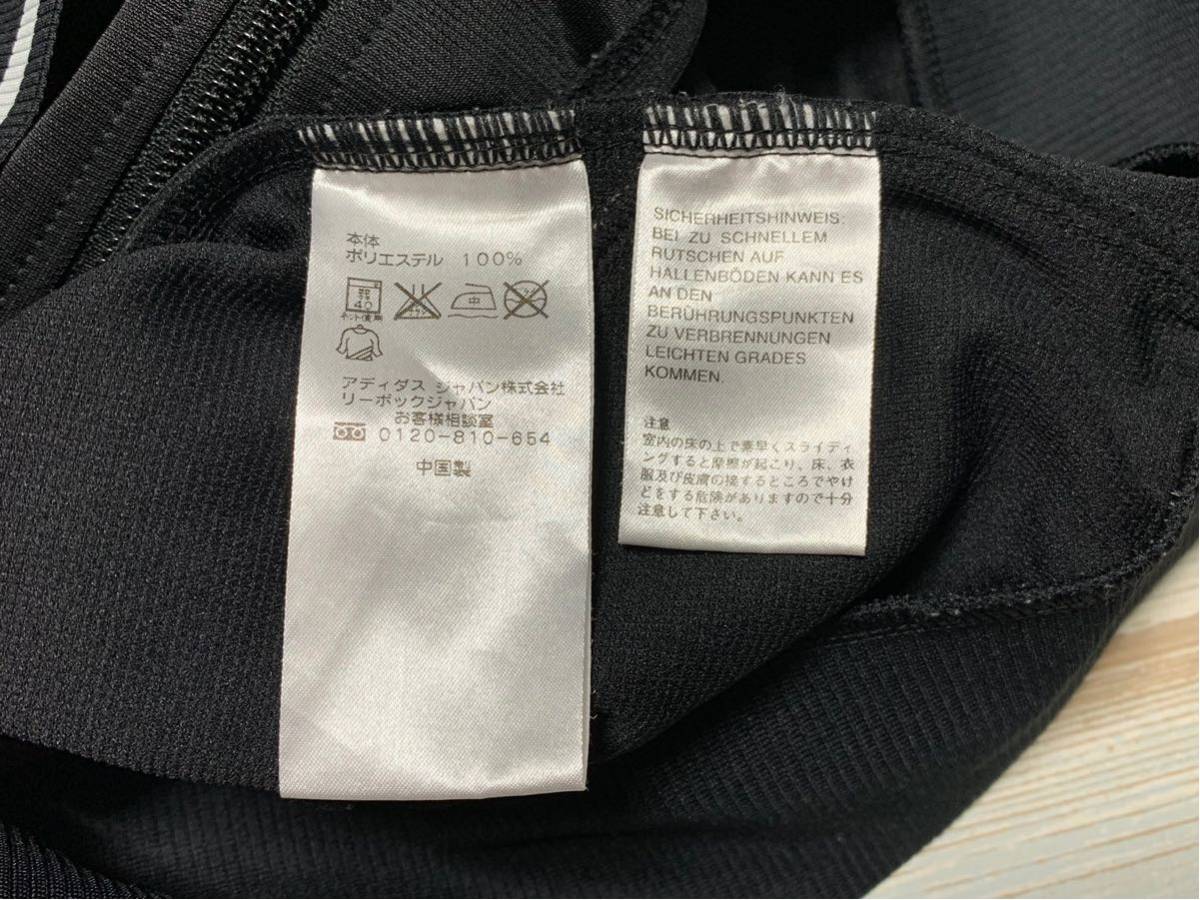 本体
ポリエステル 100%
40
ネット使用
中
アディダス ジャパン株式会社
リーボックジャパン
お客様相談室
0120-810-654
中国製
SICHERHEITSHINWEIS:
BEI ZU SCHNELLEM
RUTSCHEN AUF
HALLENBÖDEN KANN ES
AN DEN
BERÜHRUNGSPUNKTEN
ZU VERBRENNUNGEN
LEICHTEN GRADES
KOMMEN.
注意
室内の床の上で素早くスライディ
ングすると摩擦が起こり、床、衣
服及び皮膚の接するところでやけ
どをする危険がありますので十分
注意して下さい。